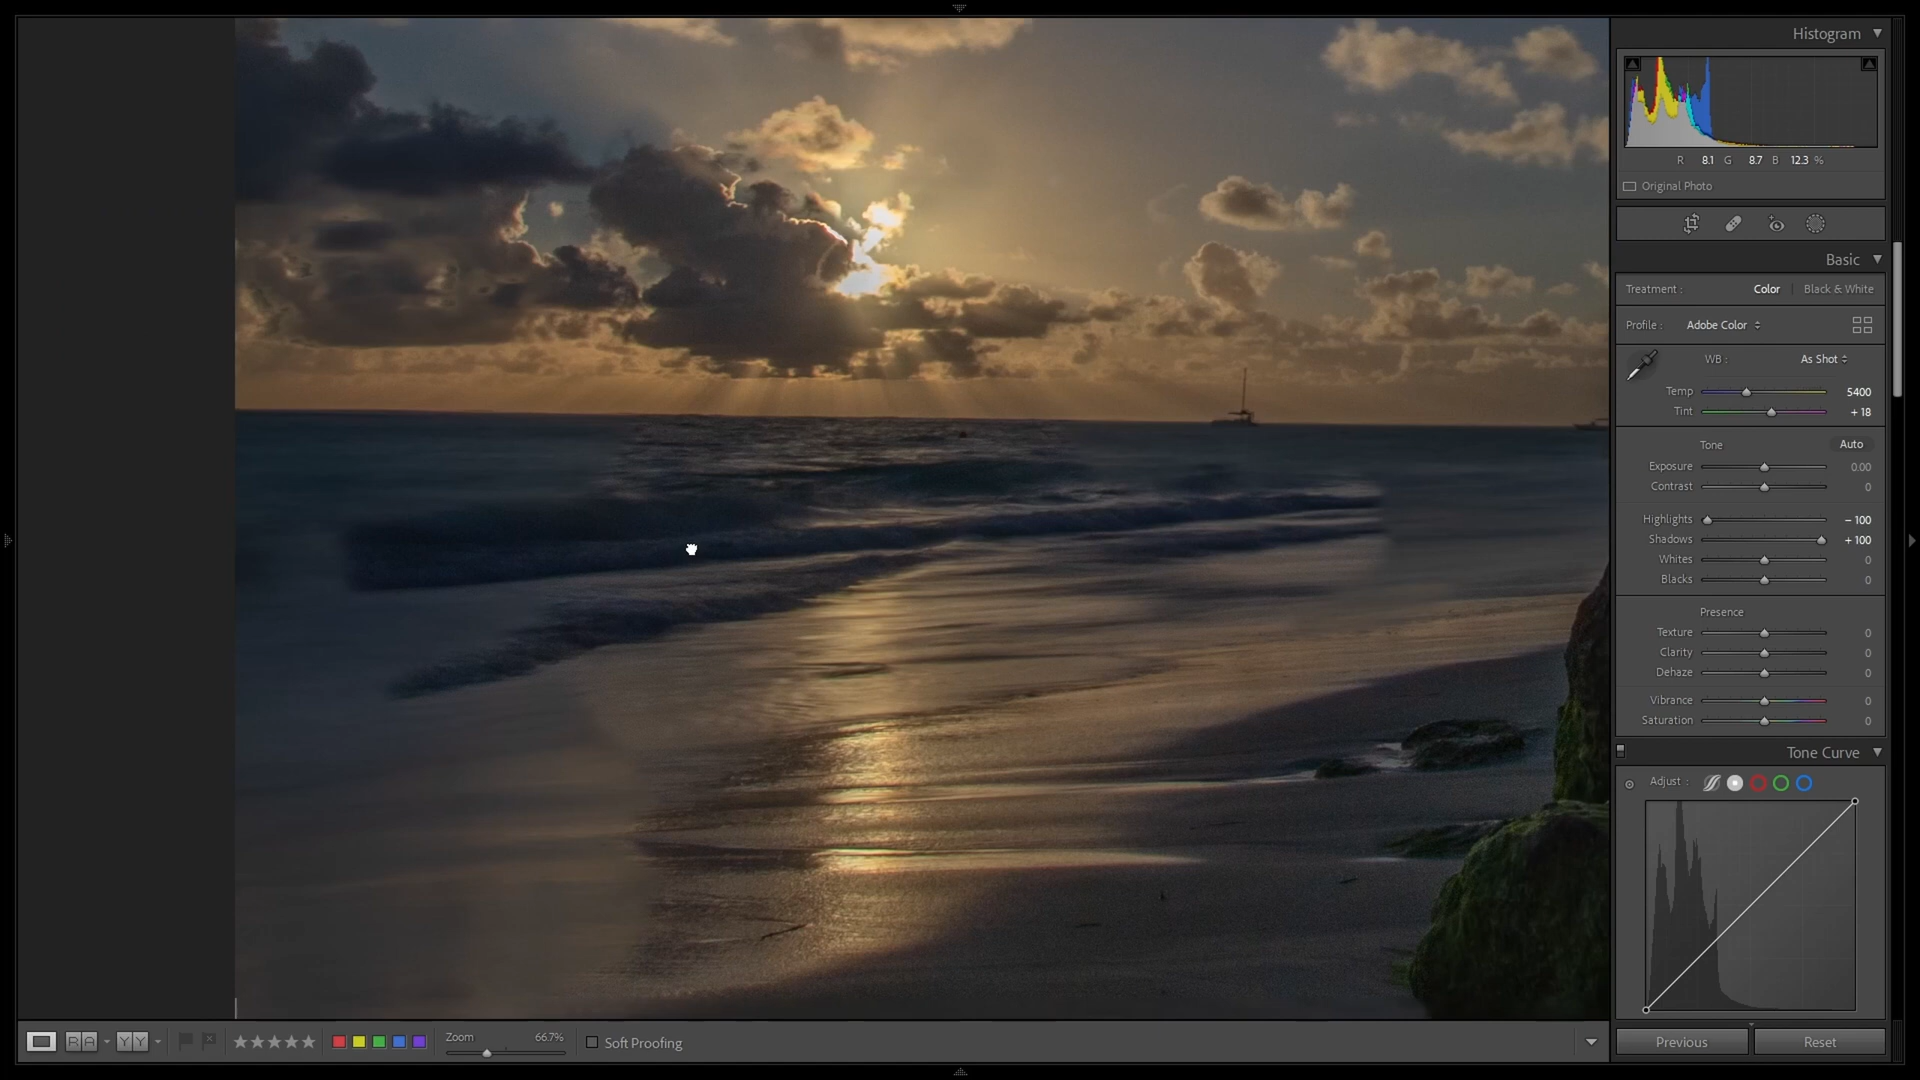 Histogram
R 8.1 G 8.7 B 12.3 %
Original Photo
Basic
Treatment : Color Black & White
Profile : Adobe Color
WB : As Shot
Temp 5400
Tint + 18
Tone Auto
Exposure 0.00
Contrast 0
Highlights – 100
Shadows + 100
Whites 0
Blacks 0
Presence
Texture 0
Clarity 0
Dehaze 0
Vibrance 0
Saturation 0
Tone Curve
Adjust :
R A Y Y Zoom 66.7% Soft Proofing
Previous Reset